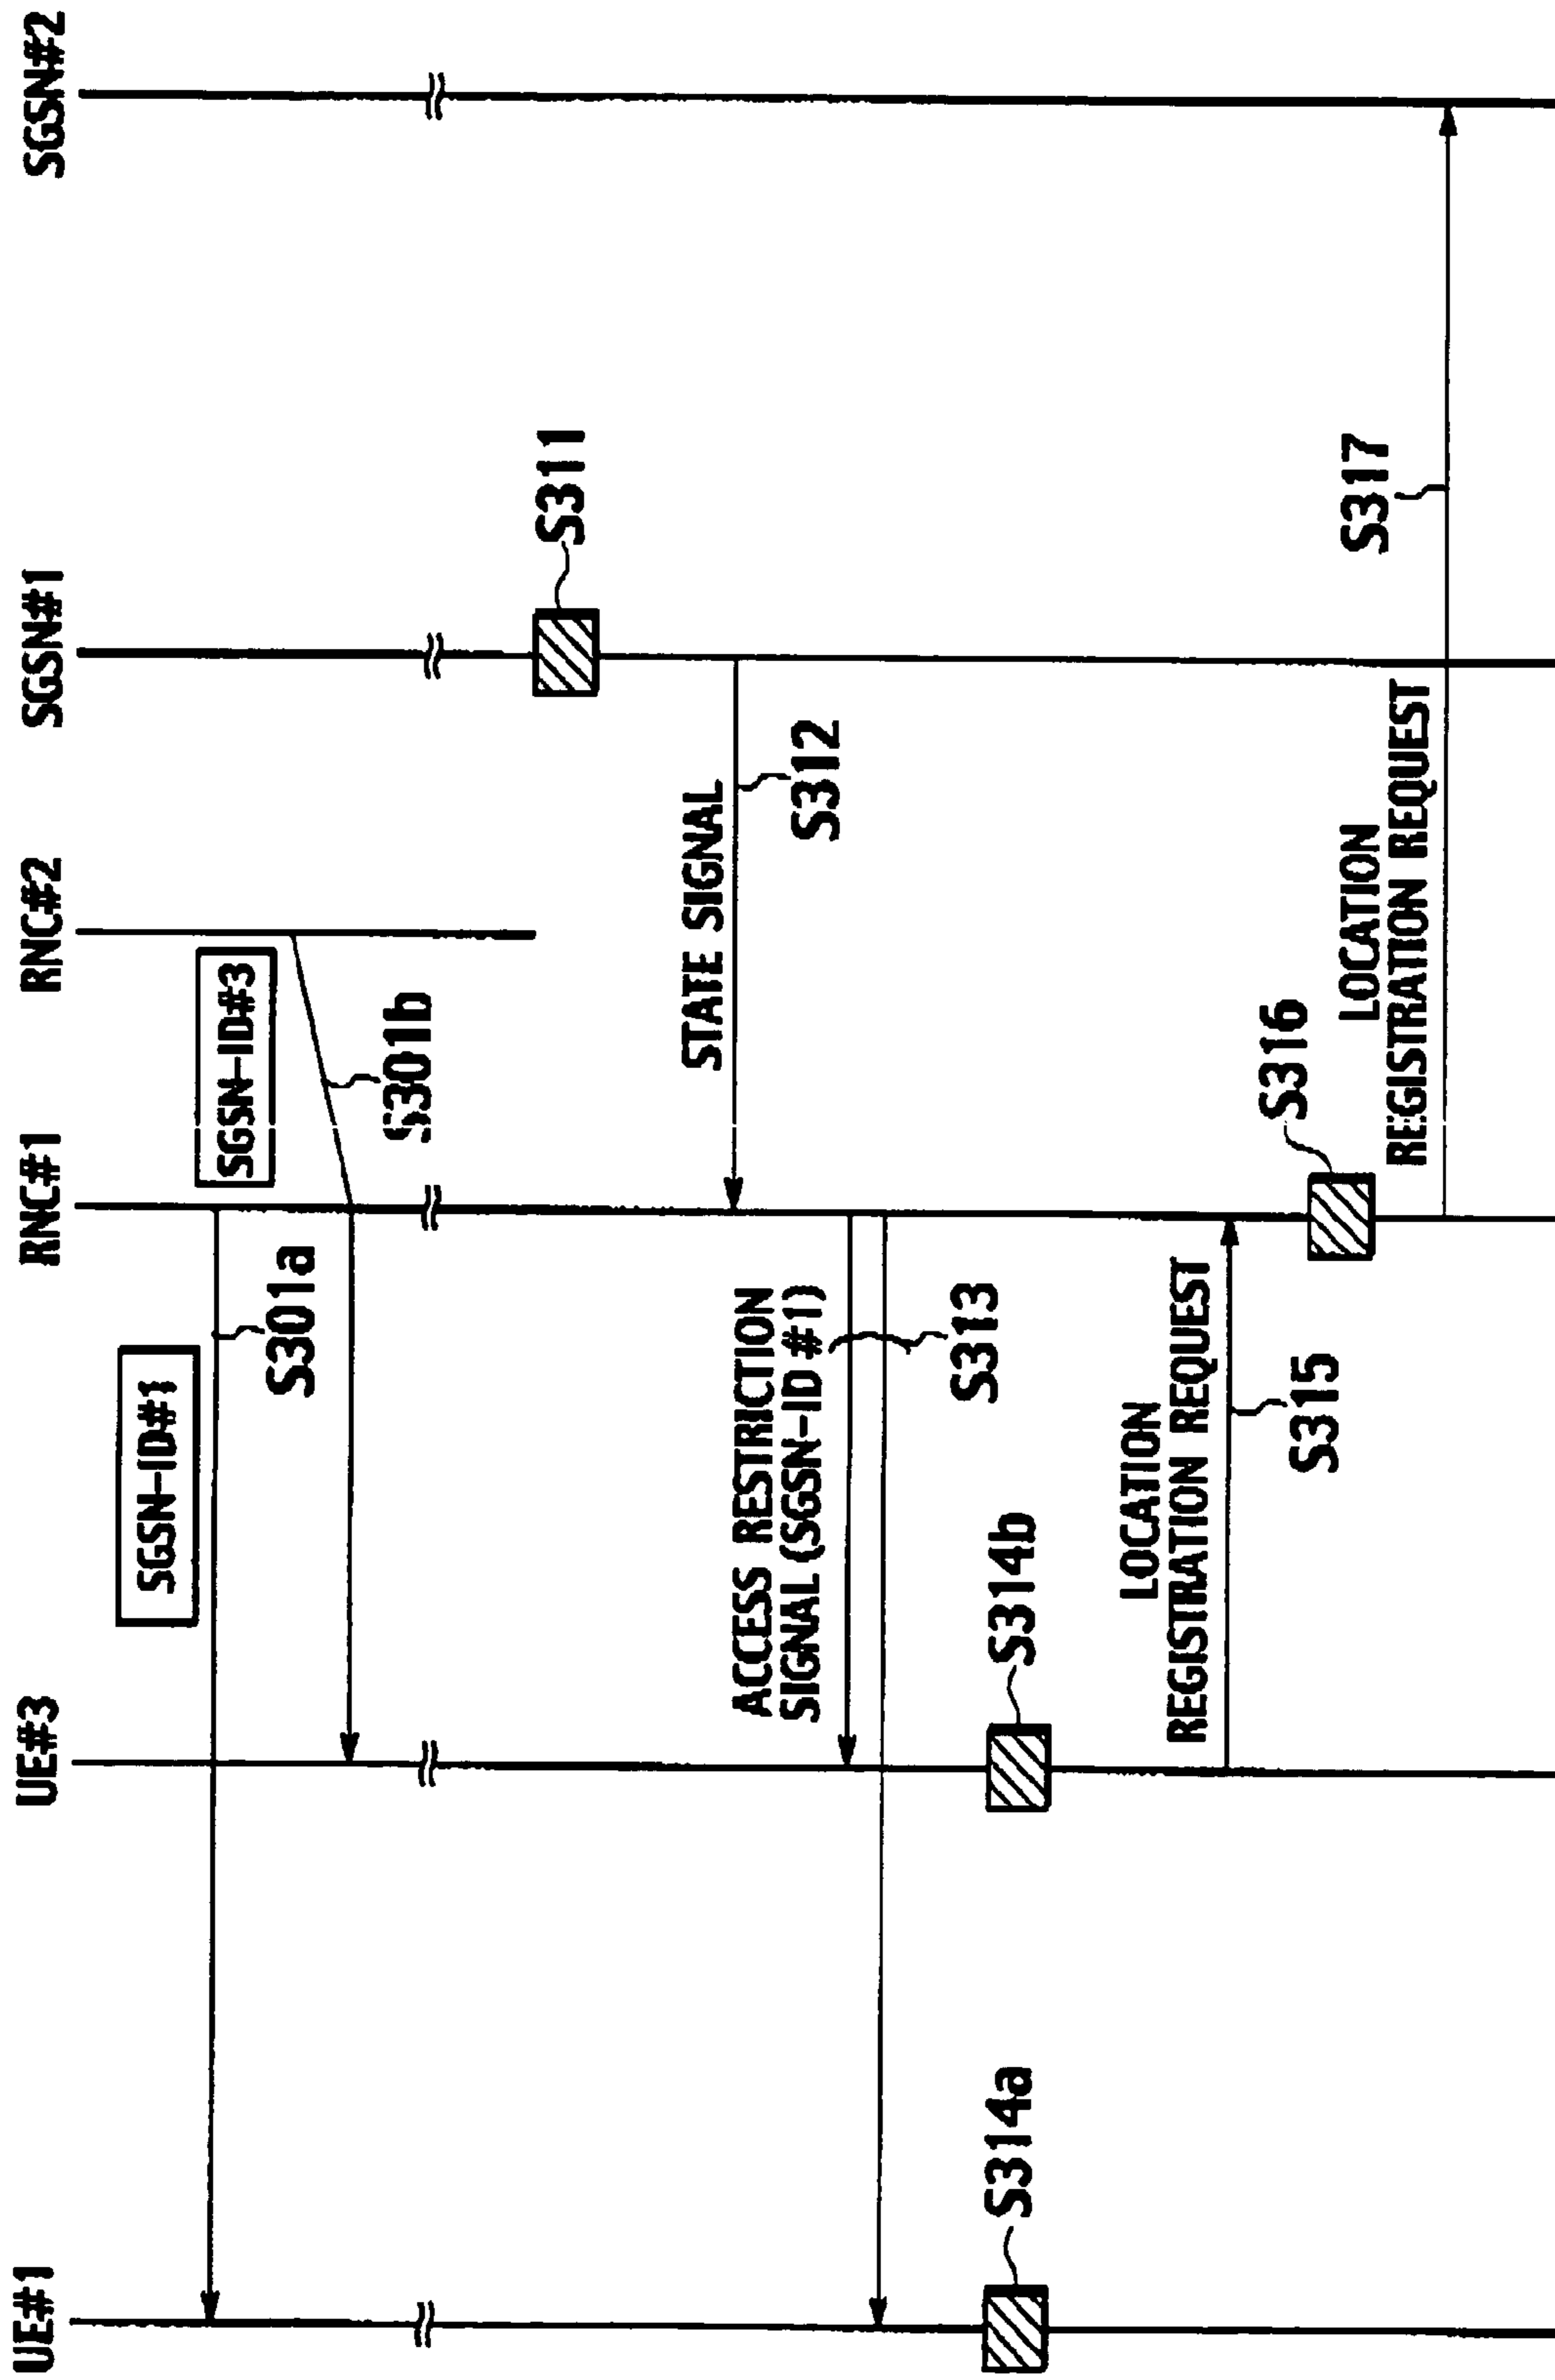 UE#1
UE#3
RNC#1
RNC#2
SGSN#1
SGSN#2
SGSN-ID#1
S301a
SGSN-ID#3
S301b
S311
STATE SIGNAL
S312
ACCESS RESTRICTION
SIGNAL (SGSN-ID #1)
S313
S314a
S314b
LOCATION
REGISTRATION REQUEST
S315
S316
LOCATION
REGISTRATION REQUEST
S317